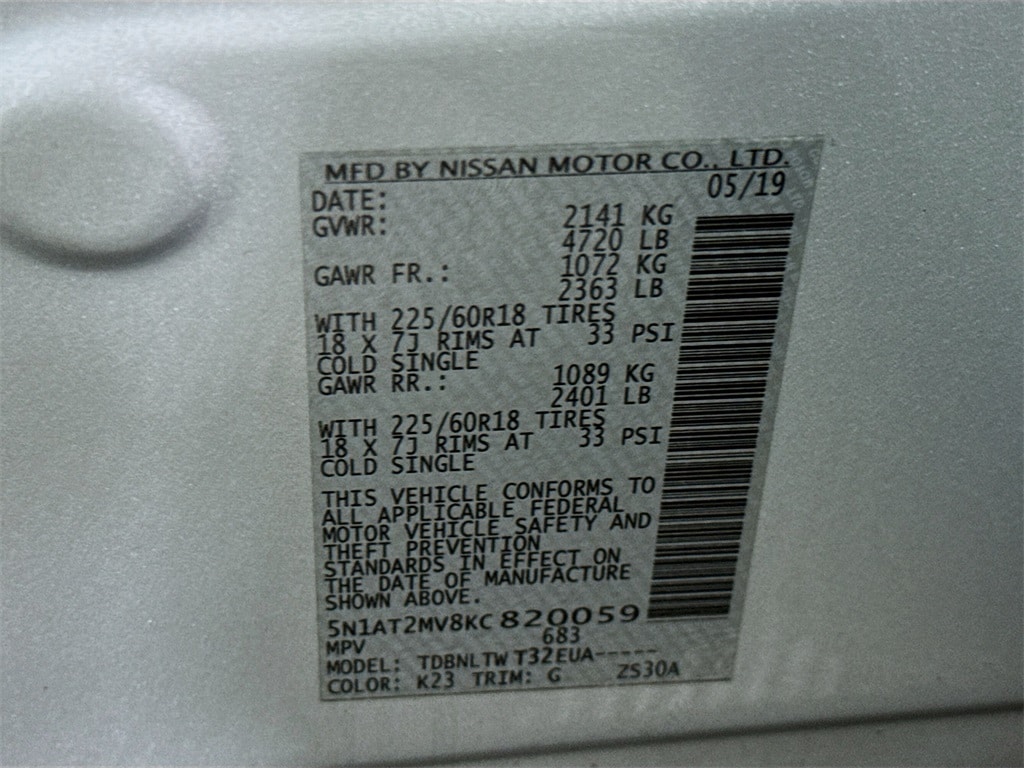 MFD BY NISSAN MOTOR CO., LTD.
DATE: 05/19
GVWR: 2141 KG
4720 LB
GAWR FR.: 1072 KG
2363 LB
WITH 225/60R18 TIRES
18 X 7J RIMS AT 33 PSI
COLD SINGLE
GAWR RR.: 1089 KG
2401 LB
WITH 225/60R18 TIRES
18 X 7J RIMS AT 33 PSI
COLD SINGLE
THIS VEHICLE CONFORMS TO
ALL APPLICABLE FEDERAL
MOTOR VEHICLE SAFETY AND
THEFT PREVENTION
STANDARDS IN EFFECT ON
THE DATE OF MANUFACTURE
SHOWN ABOVE.
5N1AT2MV8KC 820059
MPV 683
MODEL: TDBNLTW T32EUA-----
COLOR: K23 TRIM: G ZS30A